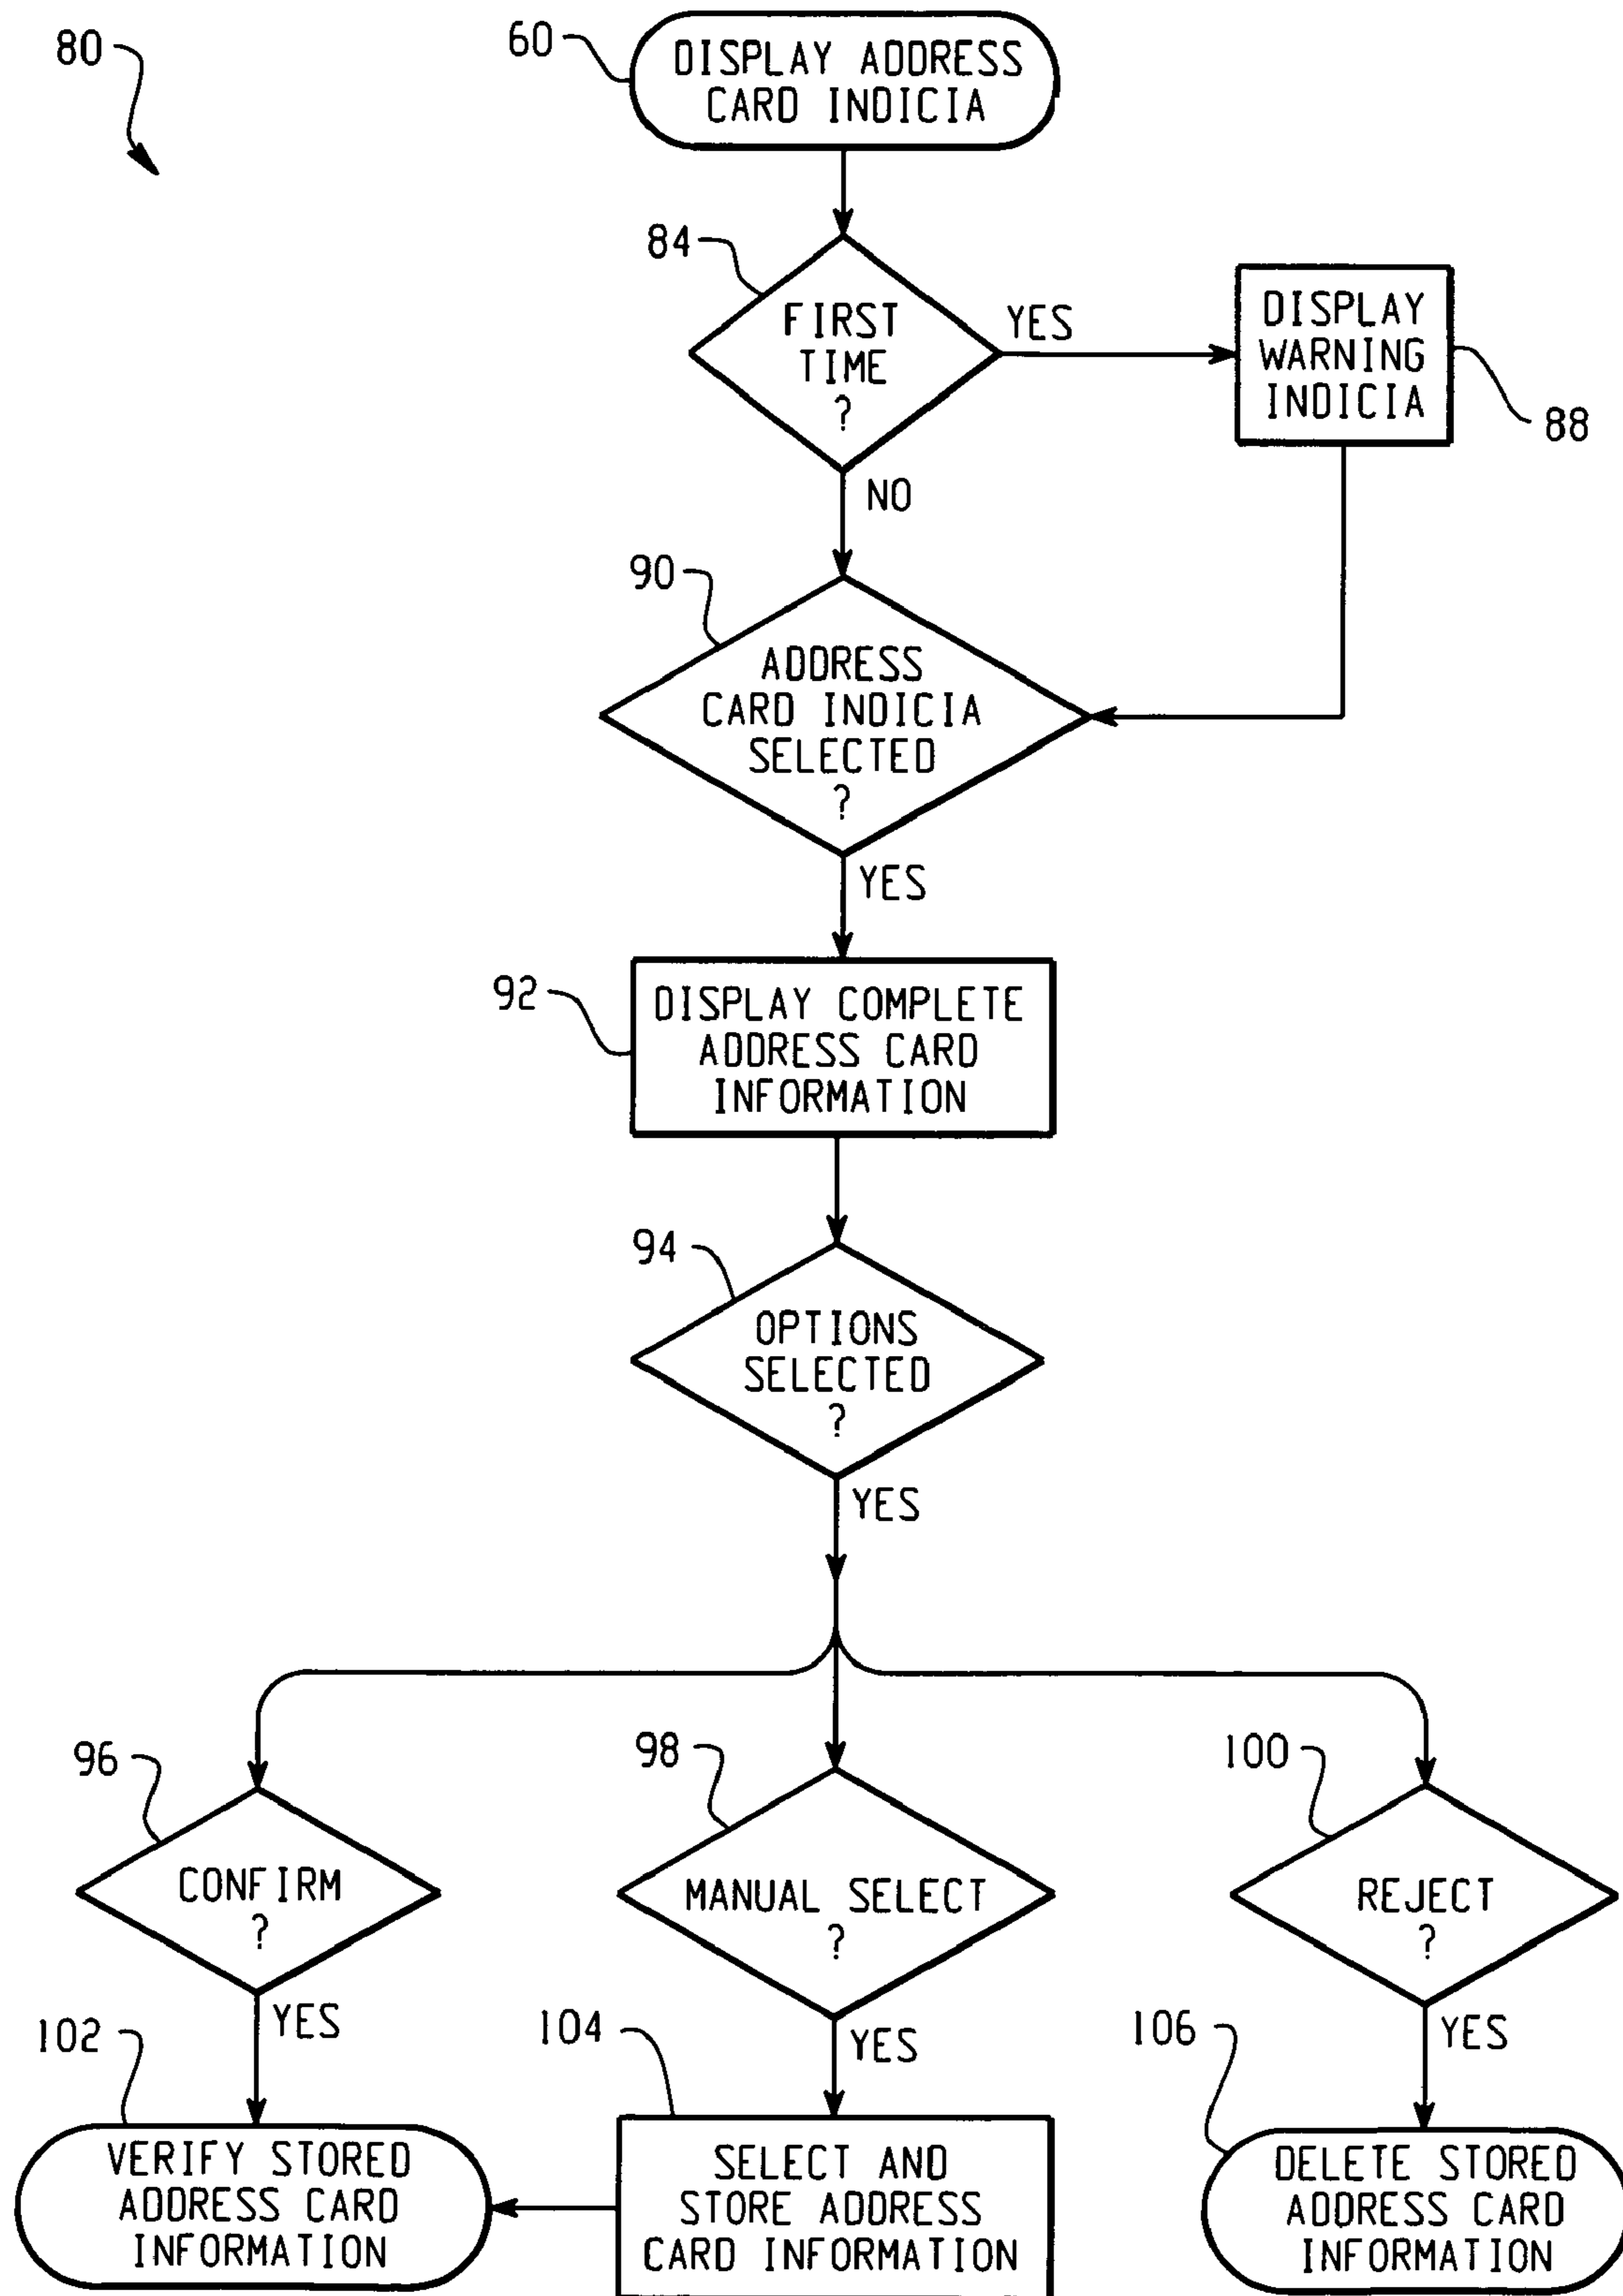 80
60
DISPLAY ADDRESS
CARD INDICIA
84
FIRST
TIME
?
YES
DISPLAY
WARNING
INDICIA
88
NO
90
ADDRESS
CARD INDICIA
SELECTED
?
YES
92
DISPLAY COMPLETE
ADDRESS CARD
INFORMATION
94
OPTIONS
SELECTED
?
YES
96
CONFIRM
?
YES
98
MANUAL SELECT
?
YES
100
REJECT
?
YES
102
VERIFY STORED
ADDRESS CARD
INFORMATION
104
SELECT AND
STORE ADDRESS
CARD INFORMATION
106
DELETE STORED
ADDRESS CARD
INFORMATION